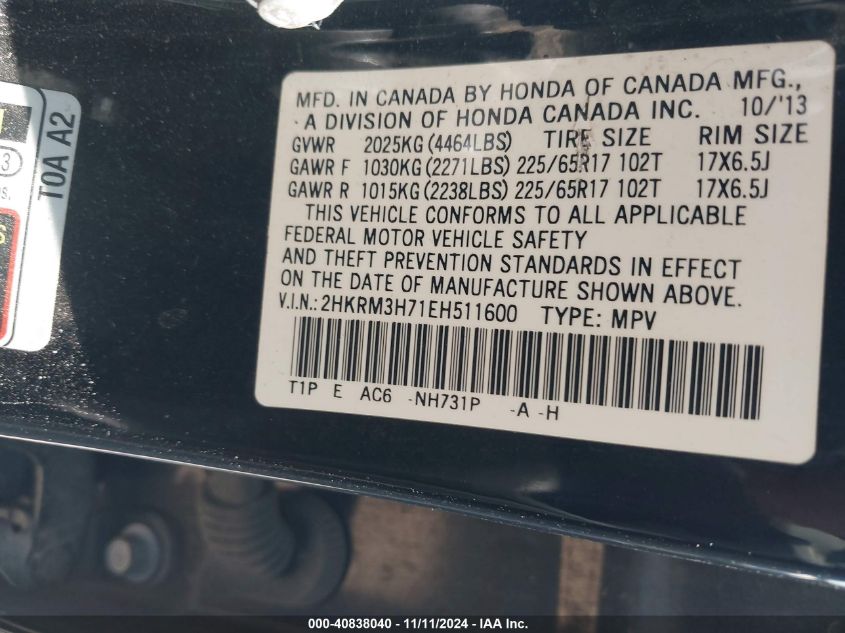 MFD. IN CANADA BY HONDA OF CANADA MFG.,
A DIVISION OF HONDA CANADA INC. 10/'13
GVWR 2025KG (4464LBS) TIRE SIZE RIM SIZE
GAWR F 1030KG (2271LBS) 225/65R17 102T 17X6.5J
GAWR R 1015KG (2238LBS) 225/65R17 102T 17X6.5J
THIS VEHICLE CONFORMS TO ALL APPLICABLE
FEDERAL MOTOR VEHICLE SAFETY
AND THEFT PREVENTION STANDARDS IN EFFECT
ON THE DATE OF MANUFACTURE SHOWN ABOVE.
V.I.N.: 2HKRM3H71EH511600 TYPE: MPV
T1P E AC6 -NH731P -A -H
T0A A2
3
S
000-40838040 - 11/11/2024 - IAA Inc.